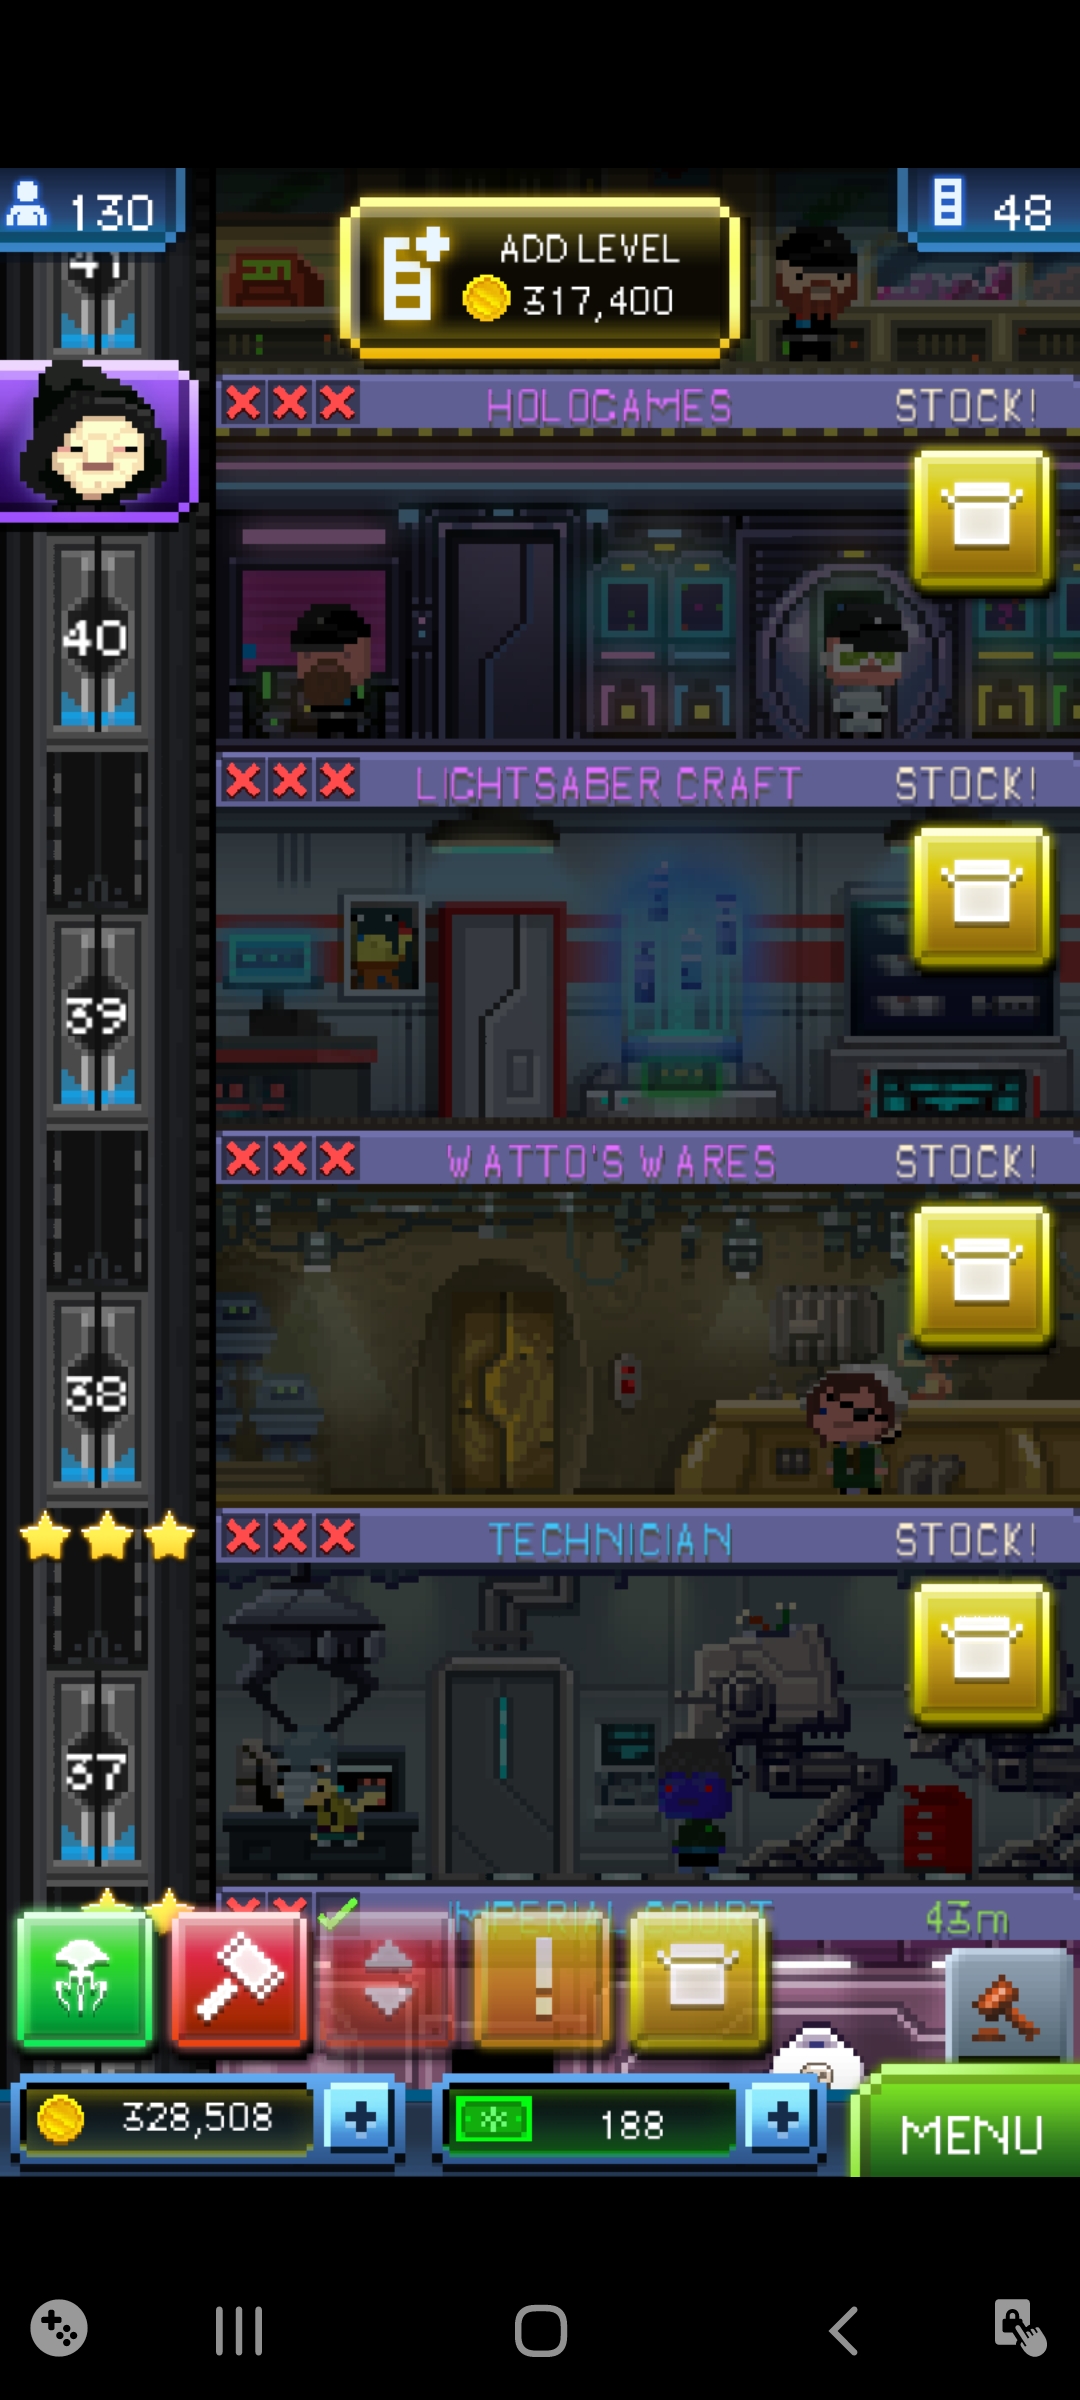 130
48
ADD LEVEL
317,400
41
HOLOGAMES STOCK!
40
LIGHTSABER CRAFT STOCK!
39
WATTO'S WARES STOCK!
38
TECHNICIAN STOCK!
37
IMPERIAL COURT 43m
328,508
188
MENU